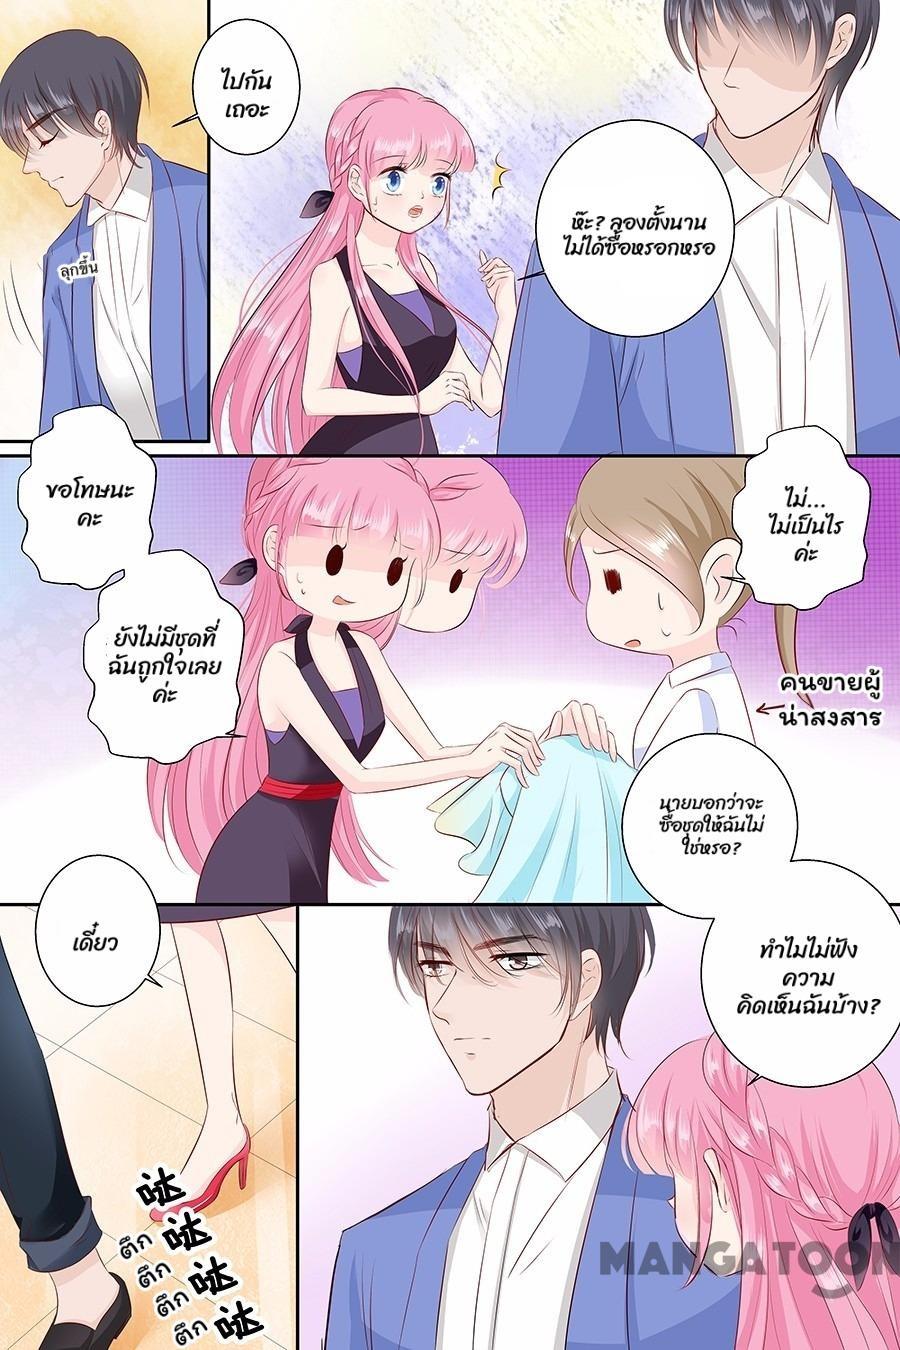 ไปกัน
เถอะ
ลุกขึ้น
ห๊ะ? ลองตั้งนาน
ไม่ได้ซื้อหรอกหรอ
ขอโทษนะ
คะ
ยังไม่มีชุดที่
ฉันถูกใจเลย
ค่ะ
ไม่...
ไม่เป็นไร
ค่ะ
คนขายผู้
น่าสงสาร
นายบอกว่าจะ
ซื้อชุดให้ฉันไม่
ใช่หรอ?
เดี๋ยว
ทำไมไม่ฟัง
ความ
คิดเห็นฉันบ้าง?
哒
哒
哒
哒
ตึก
ตึก
ตึก
ตึก
MANGATOON